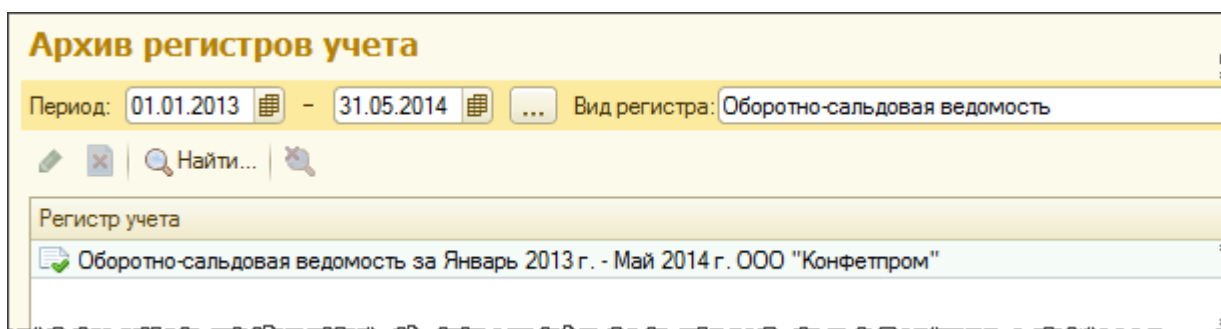 Архив регистров учета
Период: 01.01.2013 - 31.05.2014 ... Вид регистра: Оборотно-сальдовая ведомость
Найти...
Регистр учета
Оборотно-сальдовая ведомость за Январь 2013 г. - Май 2014 г. ООО "Конфетпром"